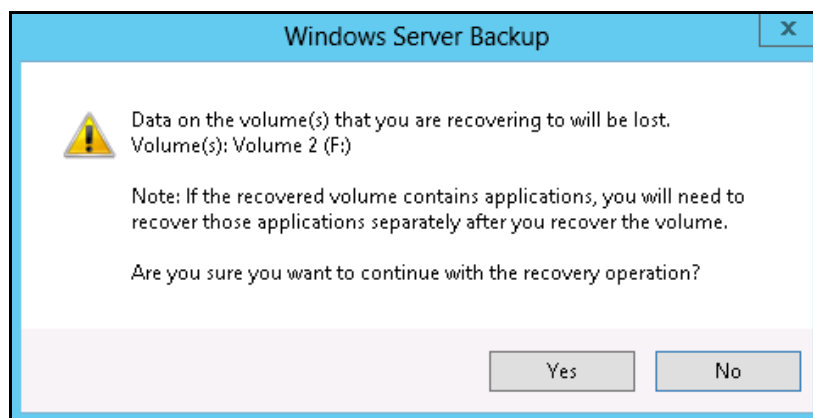 Windows Server Backup
x
Data on the volume(s) that you are recovering to will be lost.
Volume(s): Volume 2 (F:)
Note: If the recovered volume contains applications, you will need to
recover those applications separately after you recover the volume.
Are you sure you want to continue with the recovery operation?
Yes
No